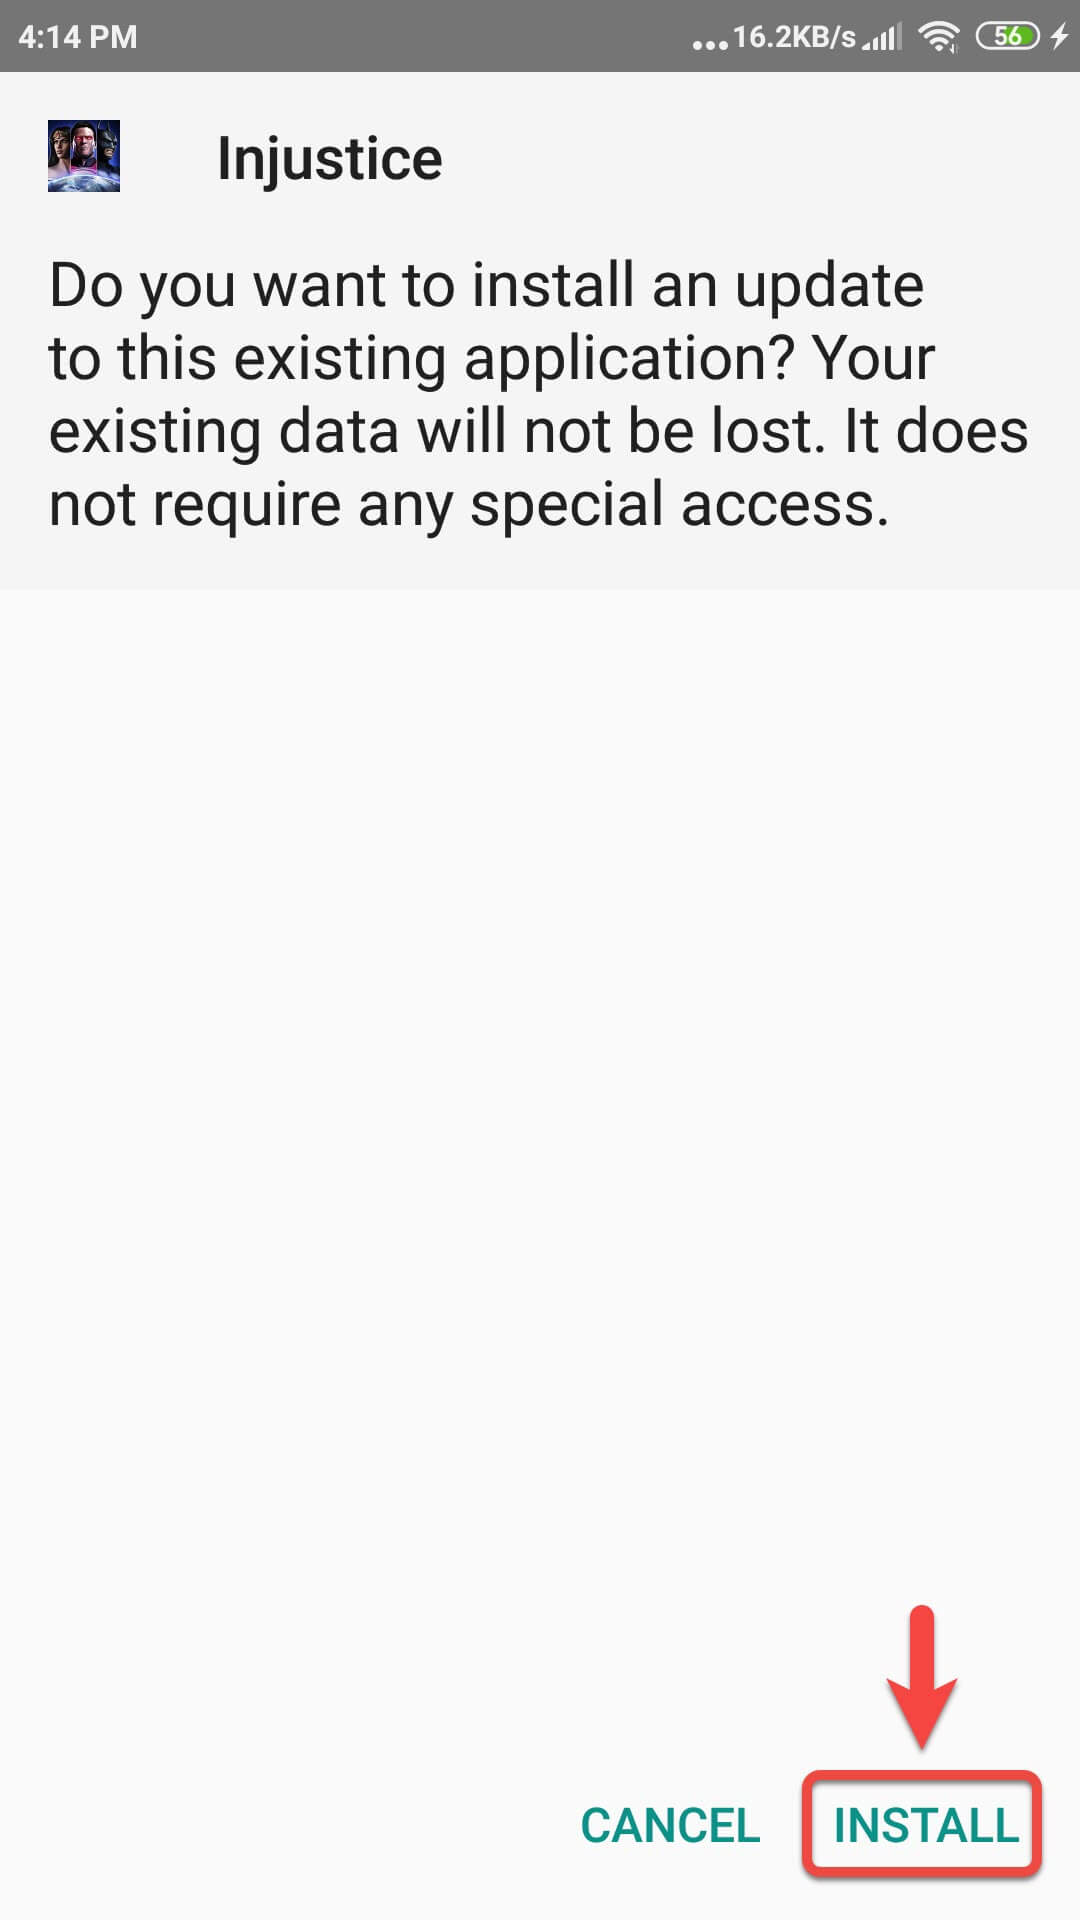 4:14 PM
...16.2KB/s 56
Injustice
Do you want to install an update
to this existing application? Your
existing data will not be lost. It does
not require any special access.
CANCEL INSTALL